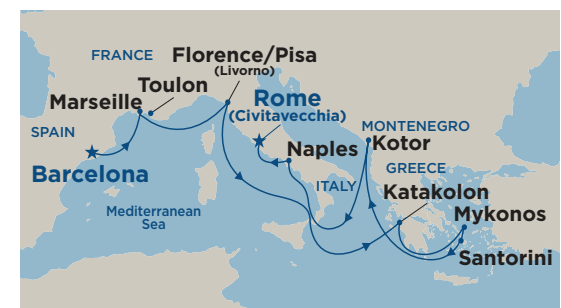 FRANCE
Florence/Pisa
(Livorno)
Toulon
Marseille
Rome
(Civitavecchia)
SPAIN
MONTENEGRO
Kotor
Naples
Barcelona
GREECE
ITALY
Katakolon
Mediterranean
Sea
Mykonos
Santorini